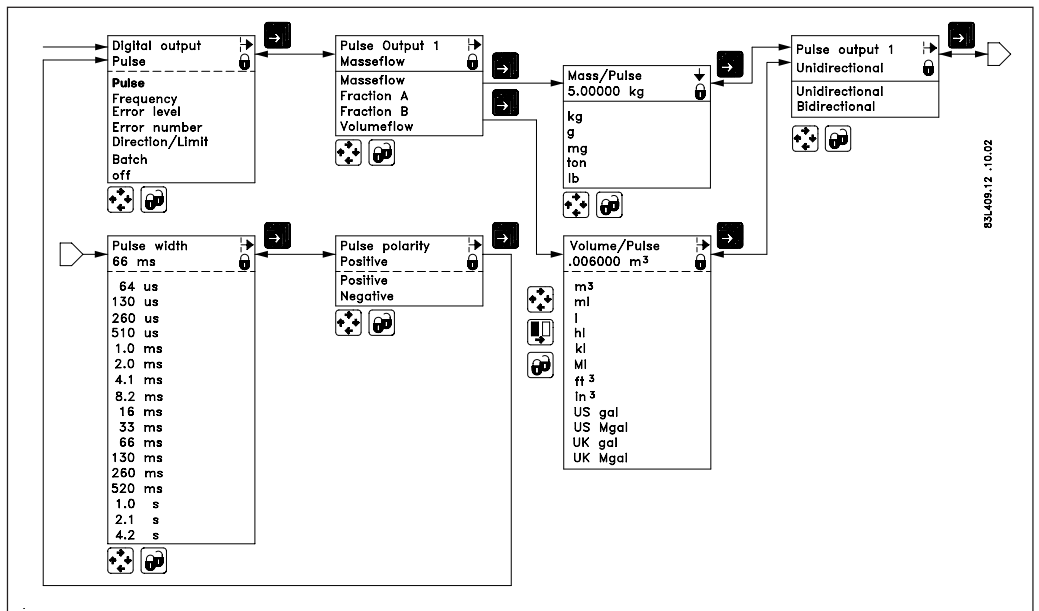 Digital output
Pulse
Pulse
Frequency
Error level
Error number
Direction/Limit
Batch
off
Pulse Output 1
Masseflow
Masseflow
Fraction A
Fraction B
Volumeflow
Mass/Pulse
5.00000 kg
kg
g
mg
ton
lb
Pulse output 1
Unidirectional
Unidirectional
Bidirectional
83L409.12 .10.02
Pulse width
66 ms
64 us
130 us
260 us
510 us
1.0 ms
2.0 ms
4.1 ms
8.2 ms
16 ms
33 ms
66 ms
130 ms
260 ms
520 ms
1.0 s
2.1 s
4.2 s
Pulse polarity
Positive
Positive
Negative
Volume/Pulse
.006000 m³
m³
ml
l
hl
kl
Ml
ft³
in³
US gal
US Mgal
UK gal
UK Mgal